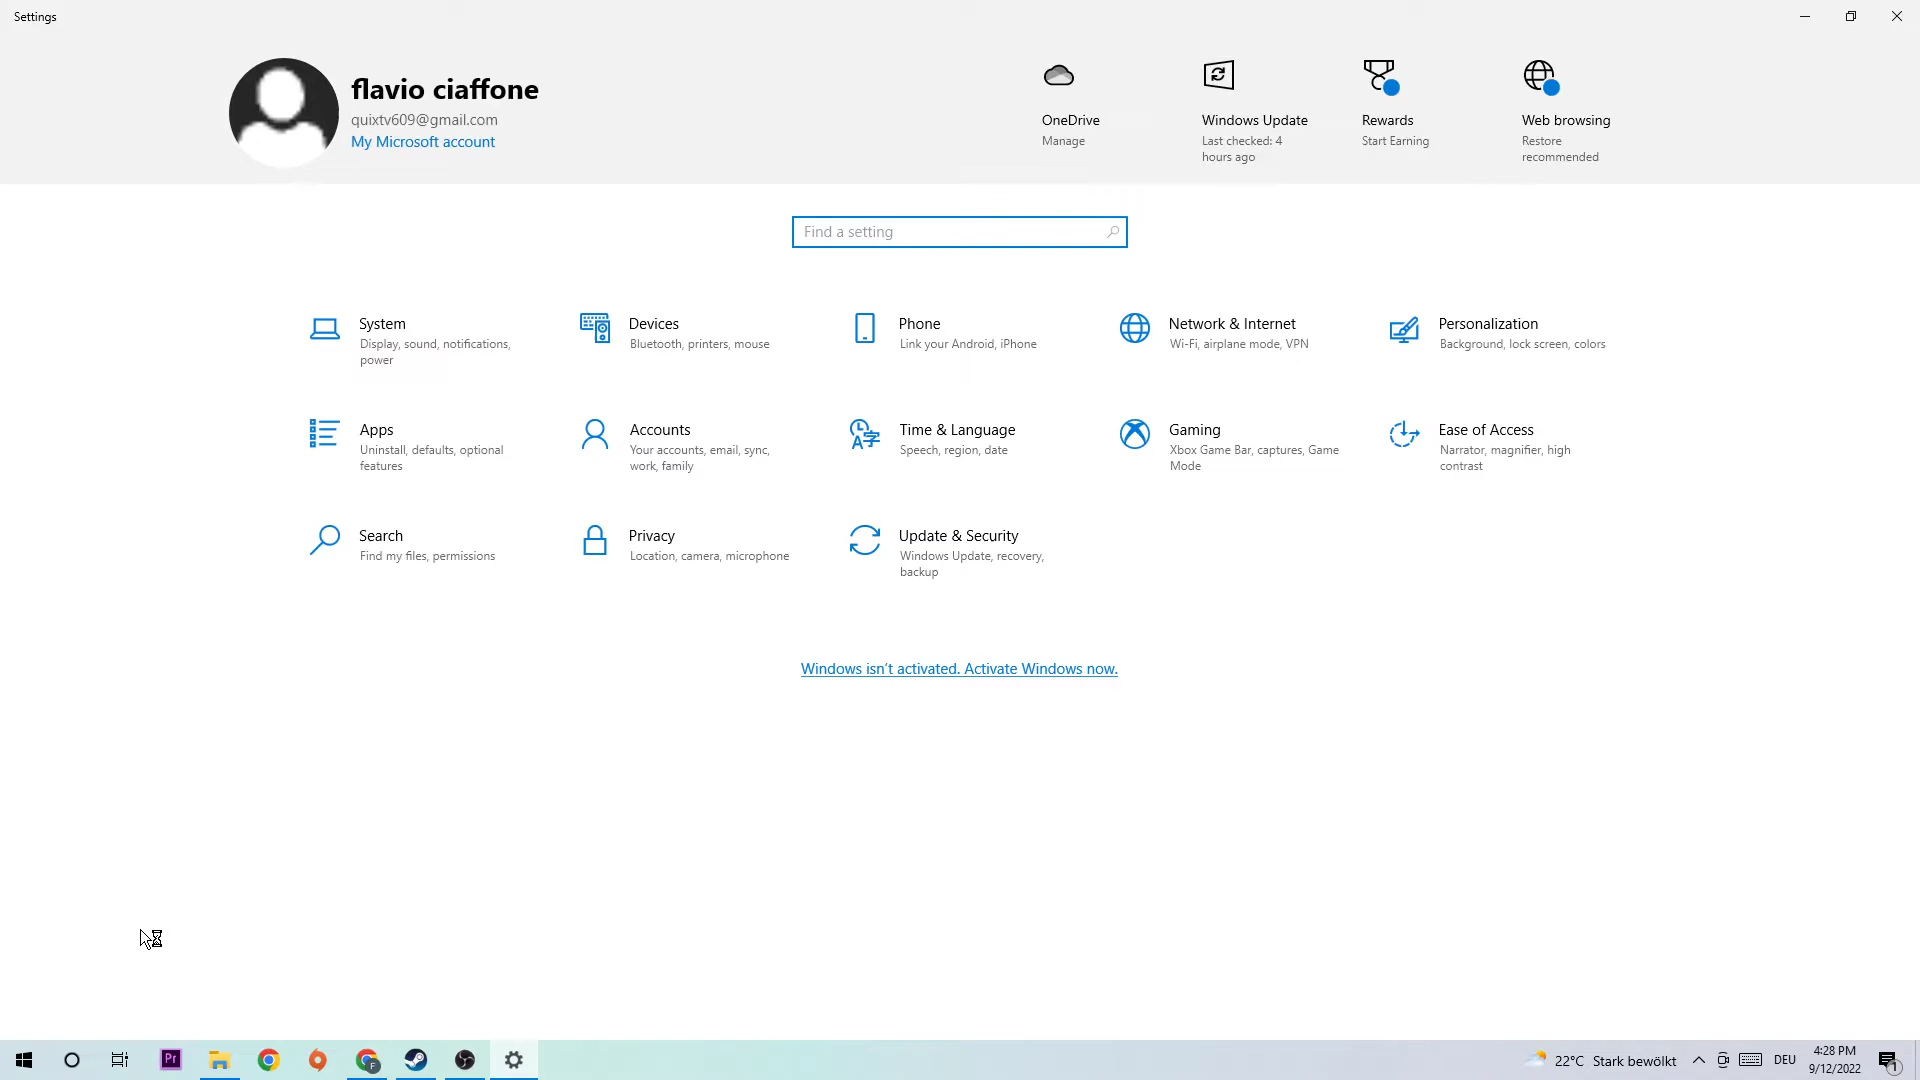 Settings
flavio ciaffone
quixtv609@gmail.com
My Microsoft account
OneDrive
Manage
Windows Update
Last checked: 4
hours ago
Rewards
Start Earning
Web browsing
Restore
recommended
Find a setting
System
Display, sound, notifications,
power
Devices
Bluetooth, printers, mouse
Phone
Link your Android, iPhone
Network & Internet
Wi-Fi, airplane mode, VPN
Personalization
Background, lock screen, colors
Apps
Uninstall, defaults, optional
features
Accounts
Your accounts, email, sync,
work, family
Time & Language
Speech, region, date
Gaming
Xbox Game Bar, captures, Game
Mode
Ease of Access
Narrator, magnifier, high
contrast
Search
Find my files, permissions
Privacy
Location, camera, microphone
Update & Security
Windows Update, recovery,
backup
Windows isn't activated. Activate Windows now.
Pr
F
22°C Stark bewölkt
DEU
4:28 PM
9/12/2022
1